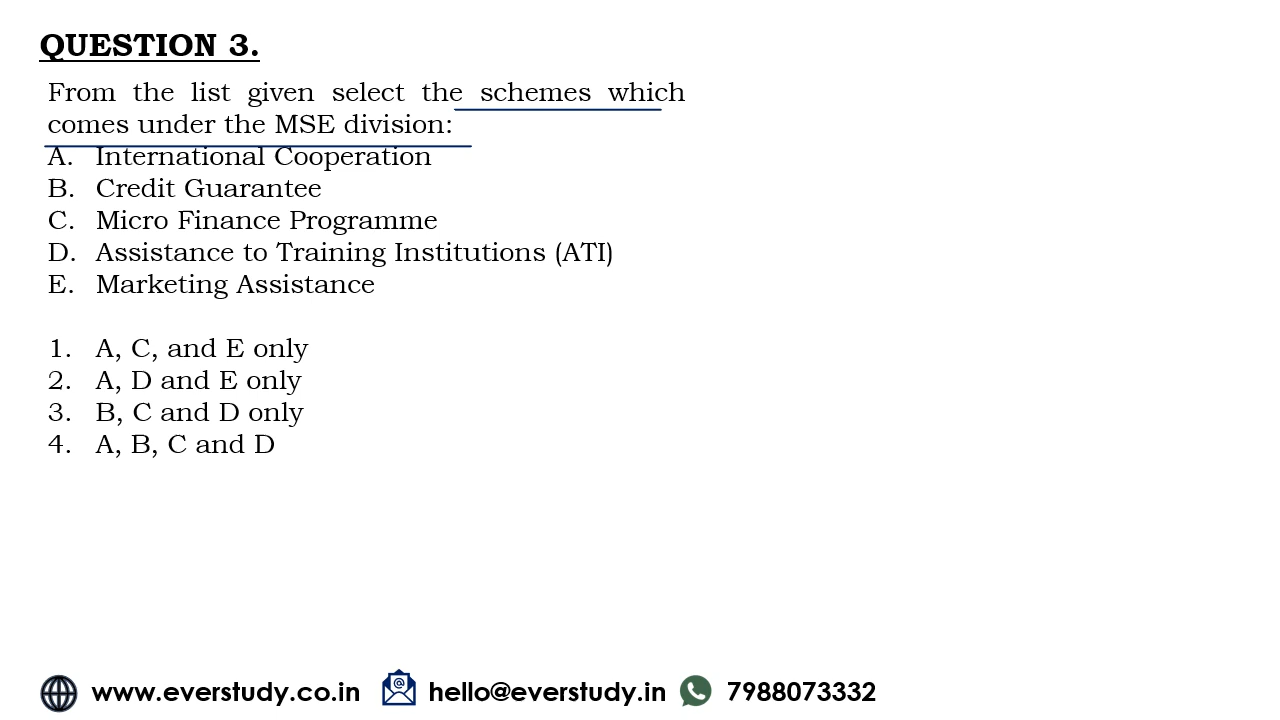 QUESTION 3.
From the list given select the schemes which
comes under the MSE division:
A. International Cooperation
B. Credit Guarantee
C. Micro Finance Programme
D. Assistance to Training Institutions (ATI)
E. Marketing Assistance
1. A, C, and E only
2. A, D and E only
3. B, C and D only
4. A, B, C and D
www.everstudy.co.in hello@everstudy.in 7988073332